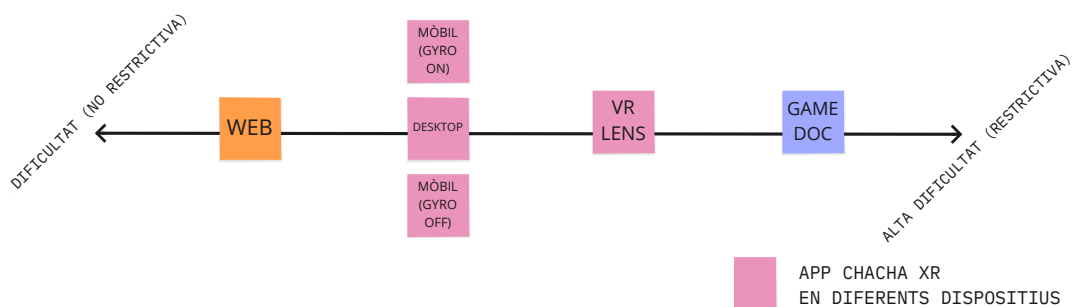 DIFICULTAT (NO RESTRICTIVA)
WEB
MÒBIL
(GYRO
ON)
DESKTOP
MÒBIL
(GYRO
OFF)
VR
LENS
GAME
DOC
ALTA DIFICULTAT (RESTRICTIVA)
APP CHACHA XR
EN DIFERENTS DISPOSITIUS